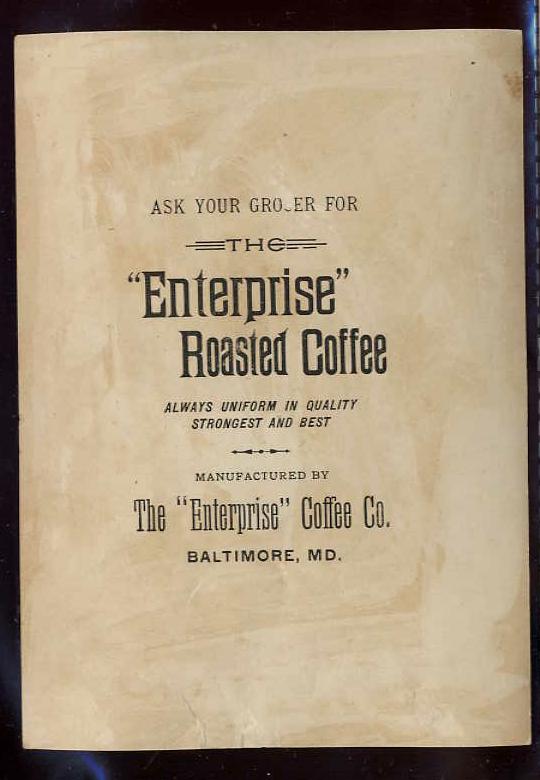 ASK YOUR GROCER FOR
THE
"Enterprise"
Roasted Coffee
ALWAYS UNIFORM IN QUALITY
STRONGEST AND BEST
MANUFACTURED BY
The "Enterprise" Coffee Co.
BALTIMORE, MD.